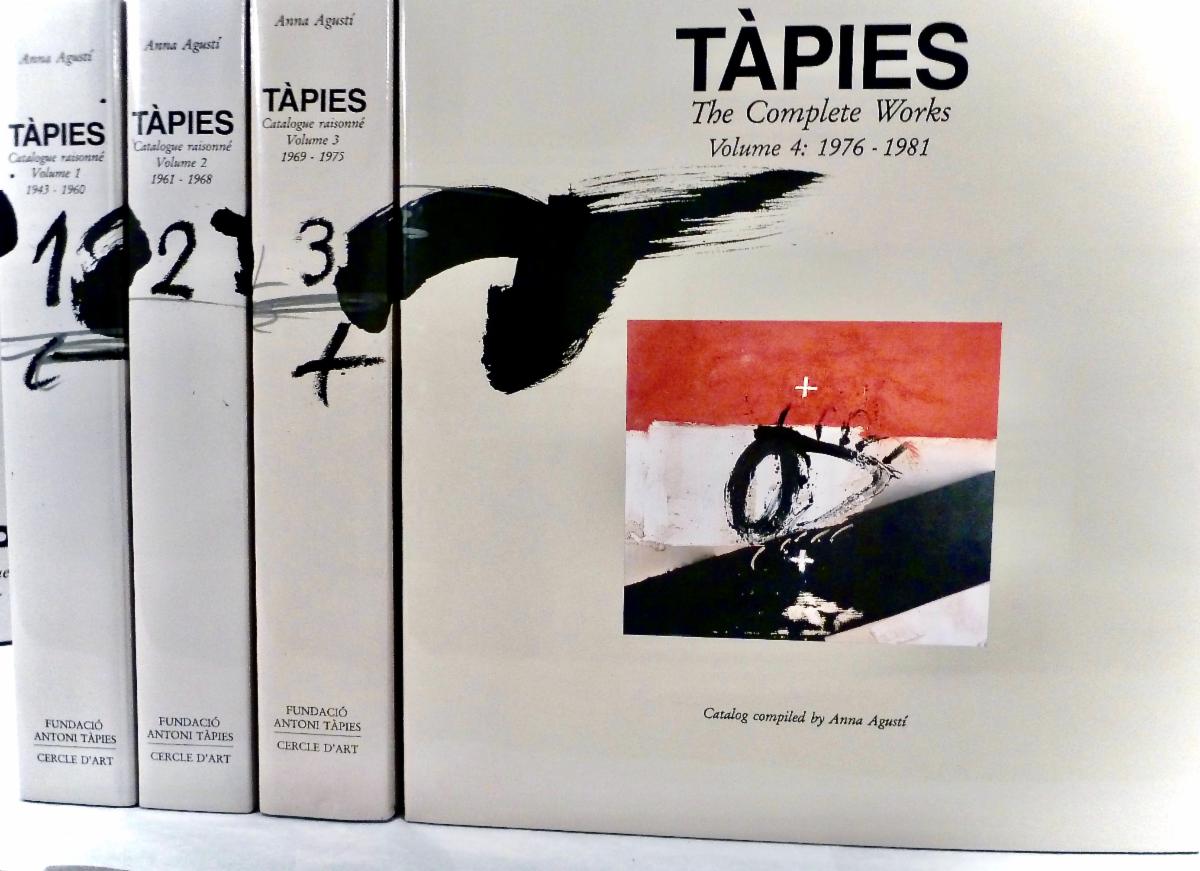 Anna Agustí
TÀPIES
Catalogue raisonné
Volume 1
1943 - 1960
1
FUNDACIÓ
ANTONI TÀPIES
CERCLE D'ART
Anna Agustí
TÀPIES
Catalogue raisonné
Volume 2
1961 - 1968
2
FUNDACIÓ
ANTONI TÀPIES
CERCLE D'ART
Anna Agustí
TÀPIES
Catalogue raisonné
Volume 3
1969 - 1975
3
FUNDACIÓ
ANTONI TÀPIES
CERCLE D'ART
TÀPIES
The Complete Works
Volume 4: 1976 - 1981
Catalog compiled by Anna Agustí